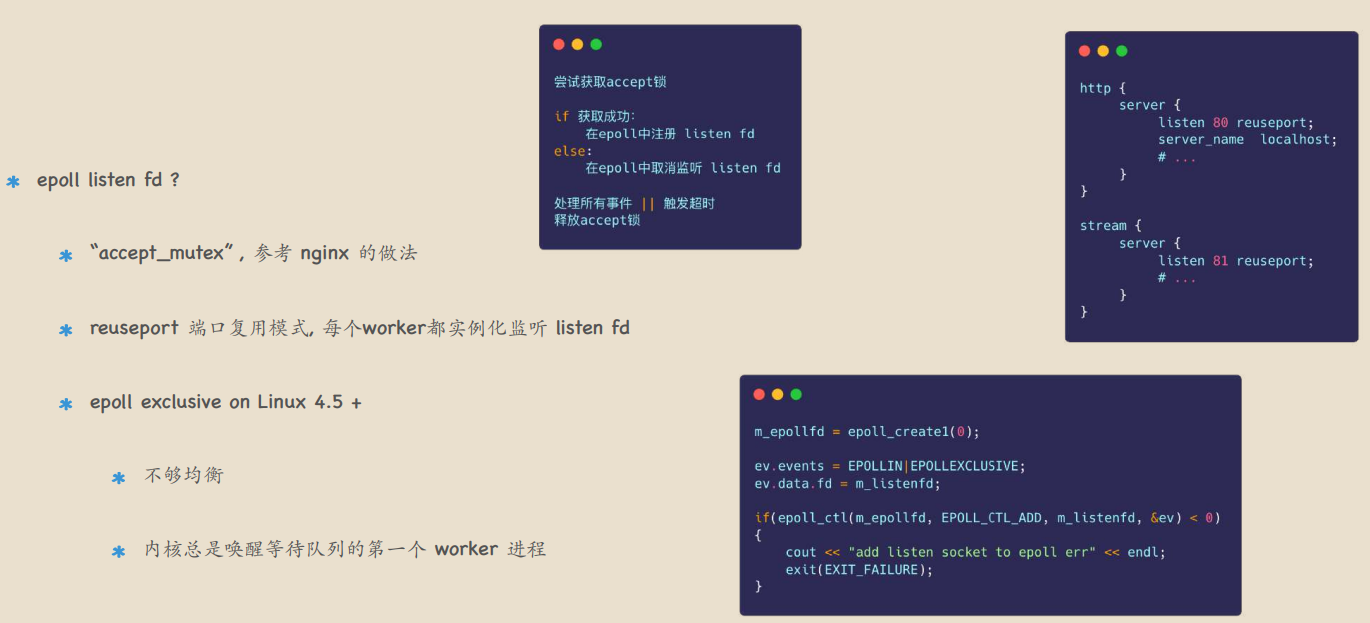 epoll listen fd ?
“accept_mutex” , 参考 nginx 的做法
reuseport 端口复用模式, 每个worker都实例化监听 listen fd
epoll exclusive on Linux 4.5 +
不够均衡
内核总是唤醒等待队列的第一个 worker 进程
尝试获取accept锁
if 获取成功:
    在epoll中注册 listen fd
else:
    在epoll中取消监听 listen fd
处理所有事件 || 触发超时
释放accept锁
http {
     server {
          listen 80 reuseport;
          server_name  localhost;
          # ...
     }
}
stream {
     server {
          listen 81 reuseport;
          # ...
     }
}
m_epollfd = epoll_create1(0);
ev.events = EPOLLIN|EPOLLEXCLUSIVE;
ev.data.fd = m_listenfd;
if(epoll_ctl(m_epollfd, EPOLL_CTL_ADD, m_listenfd, &ev) < 0)
{
    cout << "add listen socket to epoll err" << endl;
    exit(EXIT_FAILURE);
}